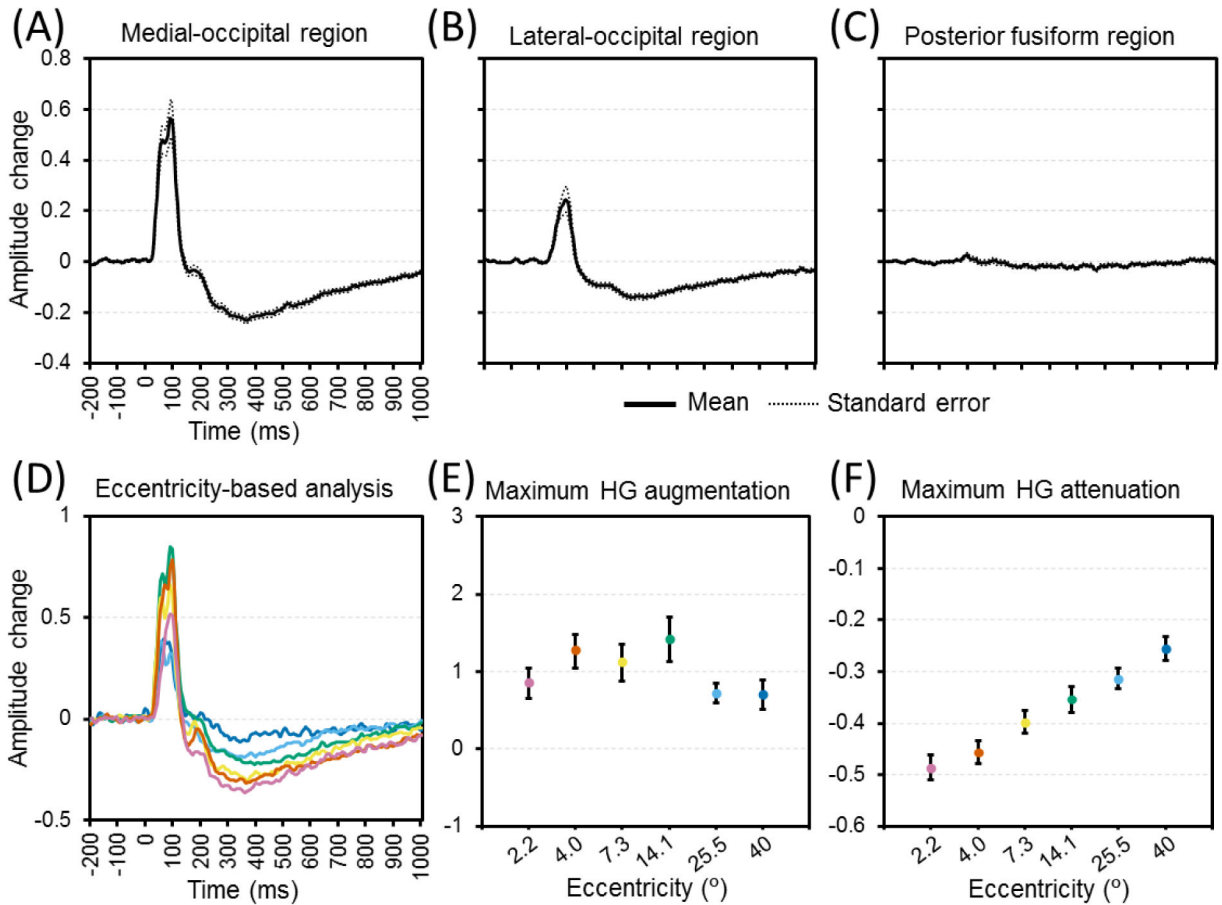 (A) Medial-occipital region
(B) Lateral-occipital region
(C) Posterior fusiform region
Amplitude change
0.8
0.6
0.4
0.2
0
-0.2
-0.4
-200 -100 0 100 200 300 400 500 600 700 800 900 1000
Time (ms)
Mean Standard error
(D) Eccentricity-based analysis
Amplitude change
1
0.5
0
-0.5
-200 -100 0 100 200 300 400 500 600 700 800 900 1000
Time (ms)
(E) Maximum HG augmentation
3
2
1
0
-1
2.2 4.0 7.3 14.1 25.5 40
Eccentricity (º)
(F) Maximum HG attenuation
0
-0.1
-0.2
-0.3
-0.4
-0.5
-0.6
2.2 4.0 7.3 14.1 25.5 40
Eccentricity (º)